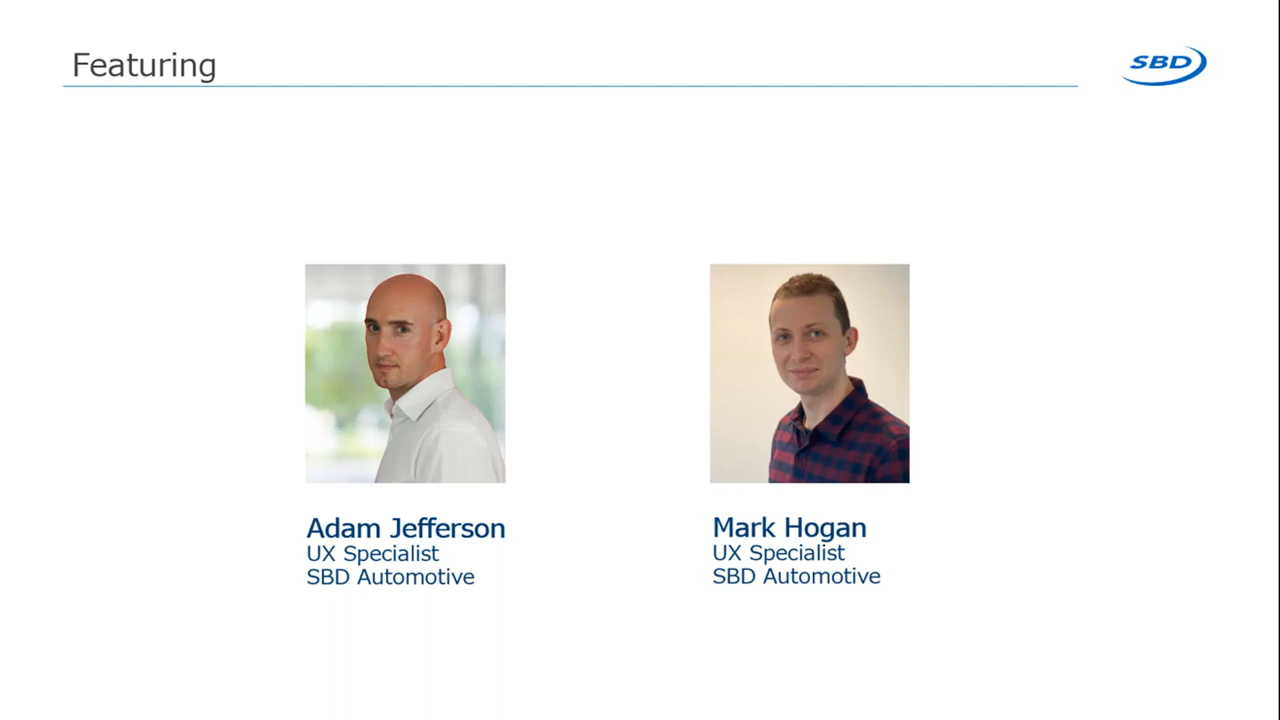 Featuring
SBD
Adam Jefferson
UX Specialist
SBD Automotive
Mark Hogan
UX Specialist
SBD Automotive